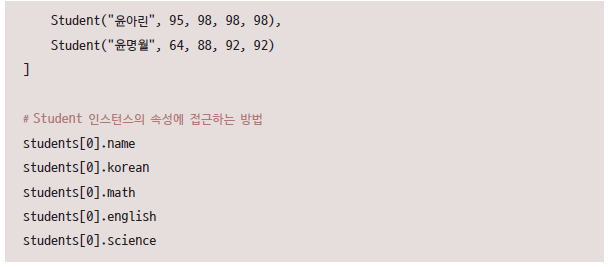 Student("윤아린", 95, 98, 98, 98),
Student("윤명월", 64, 88, 92, 92)
]
# Student 인스턴스의 속성에 접근하는 방법
students[0].name
students[0].korean
students[0].math
students[0].english
students[0].science